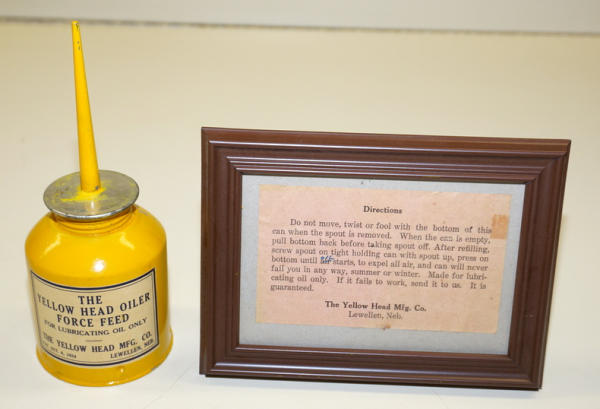 THE
YELLOW HEAD OILER
FORCE FEED
FOR LUBRICATING OIL ONLY
THE YELLOW HEAD MFG. CO.
LEWELLEN, NEB.
Directions
Do not move, twist or fool with the bottom of this
can when the spout is removed. When the can is empty,
pull bottom back before taking spout off. After refilling,
screw spout on tight holding can with spout up, press on
bottom until starts, to expel all air, and can will never
fail you in any way, summer or winter. Made for lubri-
cating oil only. If it fails to work, send it to us. It is
guaranteed.
The Yellow Head Mfg. Co.
Lewellen, Neb.